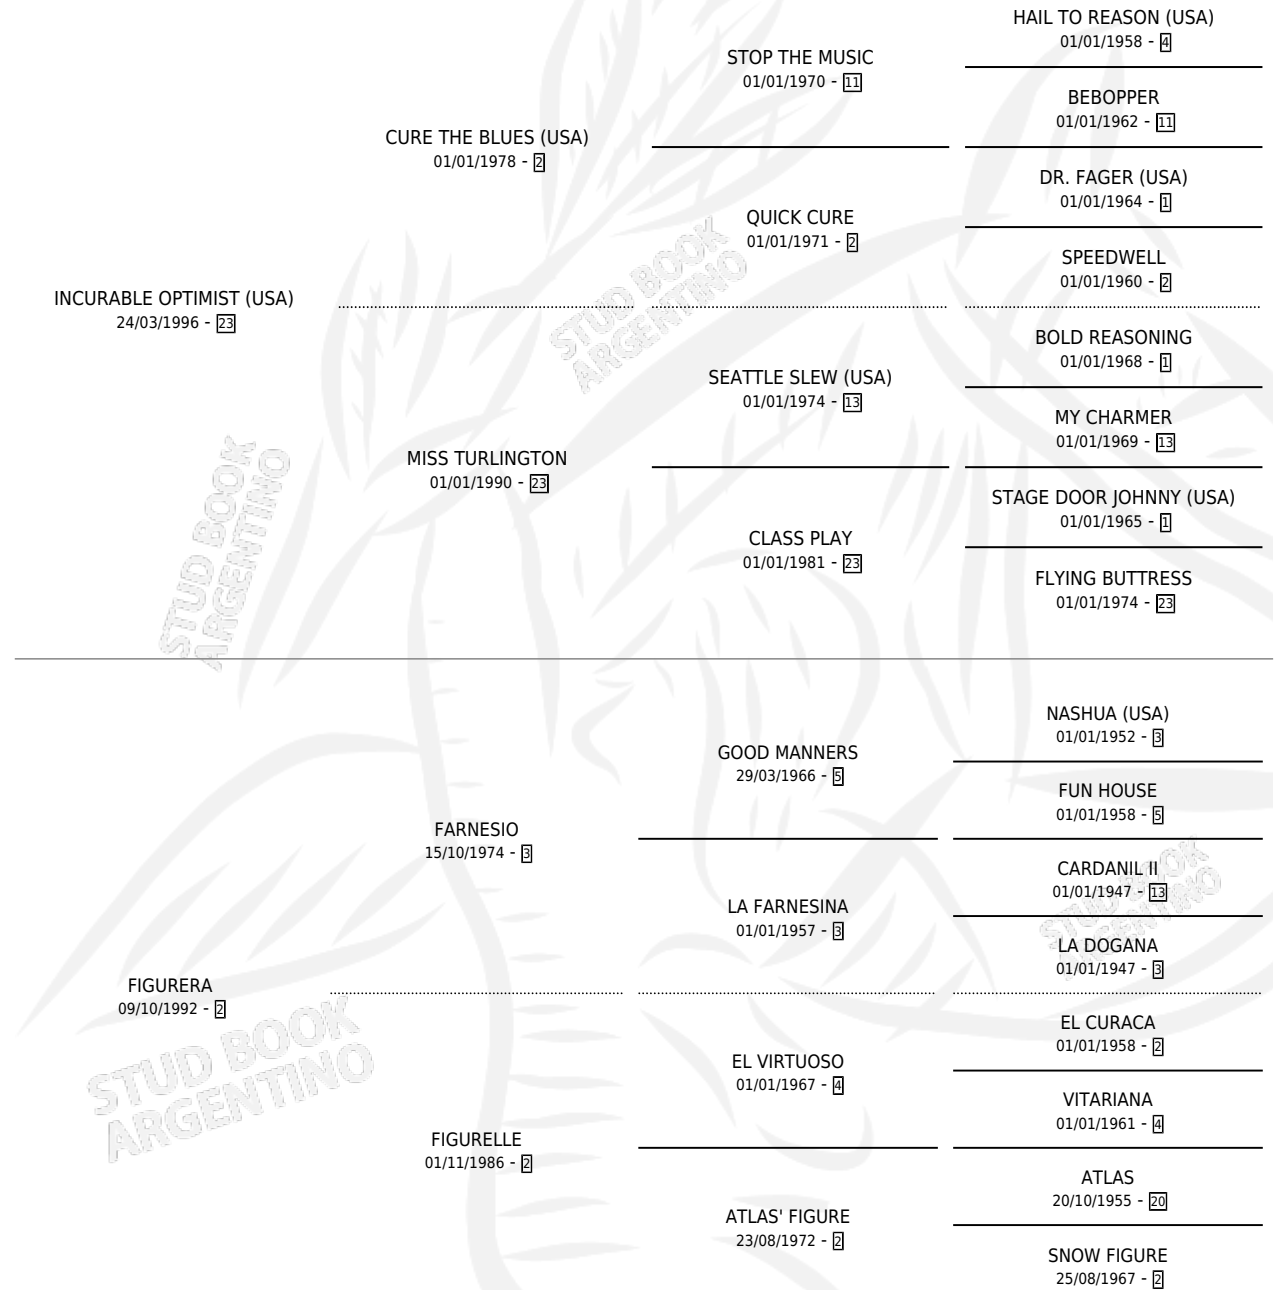 HAIL TO REASON (USA)
01/01/1958 - 4
STOP THE MUSIC
01/01/1970 - 11
BEBOPPER
01/01/1962 - 11
CURE THE BLUES (USA)
01/01/1978 - 2
DR. FAGER (USA)
01/01/1964 - 1
QUICK CURE
01/01/1971 - 2
SPEEDWELL
01/01/1960 - 2
INCURABLE OPTIMIST (USA)
24/03/1996 - 23
BOLD REASONING
01/01/1968 - 1
SEATTLE SLEW (USA)
01/01/1974 - 13
MY CHARMER
01/01/1969 - 13
MISS TURLINGTON
01/01/1990 - 23
STAGE DOOR JOHNNY (USA)
01/01/1965 - 1
CLASS PLAY
01/01/1981 - 23
FLYING BUTTRESS
01/01/1974 - 23
NASHUA (USA)
01/01/1952 - 3
GOOD MANNERS
29/03/1966 - 5
FUN HOUSE
01/01/1958 - 5
FARNESIO
15/10/1974 - 3
CARDANIL II
01/01/1947 - 13
LA FARNESINA
01/01/1957 - 3
LA DOGANA
01/01/1947 - 3
FIGURERA
09/10/1992 - 2
EL CURACA
01/01/1958 - 2
EL VIRTUOSO
01/01/1967 - 4
VITARIANA
01/01/1961 - 4
FIGURELLE
01/11/1986 - 2
ATLAS
20/10/1955 - 20
ATLAS' FIGURE
23/08/1972 - 2
SNOW FIGURE
25/08/1967 - 2
STUD BOOK
ARGENTINO
STUD BOOK
ARGENTINO
STUD BOOK
ARGENTINO
STUD BOOK
ARGENTINO